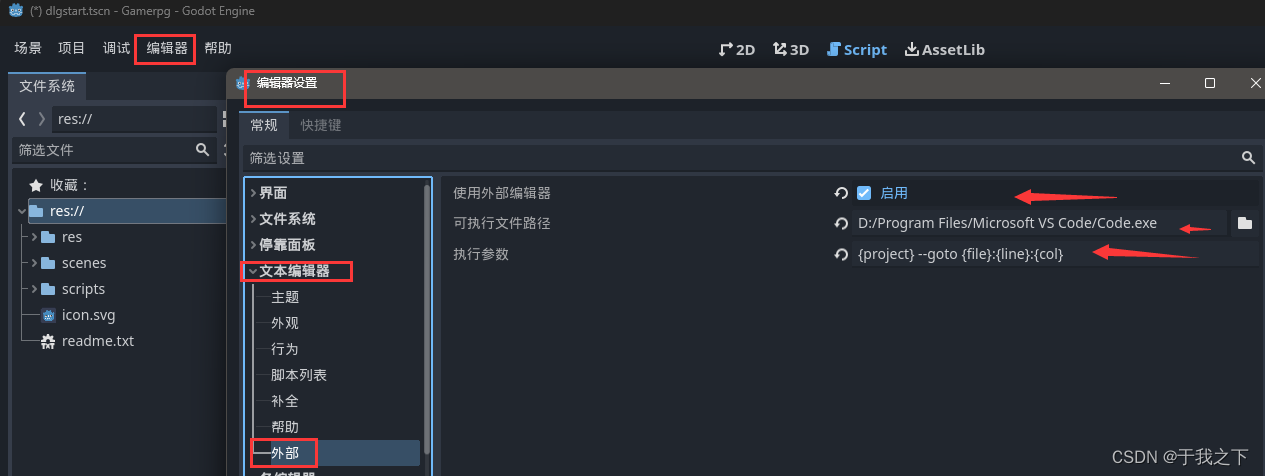 (*) dlgstart.tscn - Gamerpg - Godot Engine
场景 项目 调试 编辑器 帮助 2D 3D Script AssetLib
文件系统
编辑器设置
res://
常规 快捷键
筛选文件
筛选设置
收藏：
界面
使用外部编辑器 启用
res://
文件系统
可执行文件路径 D:/Program Files/Microsoft VS Code/Code.exe
res
停靠面板
执行参数 {project} --goto {file}:{line}:{col}
scenes
文本编辑器
scripts
主题
icon.svg
外观
readme.txt
行为
脚本列表
补全
帮助
外部
CSDN @于我之下